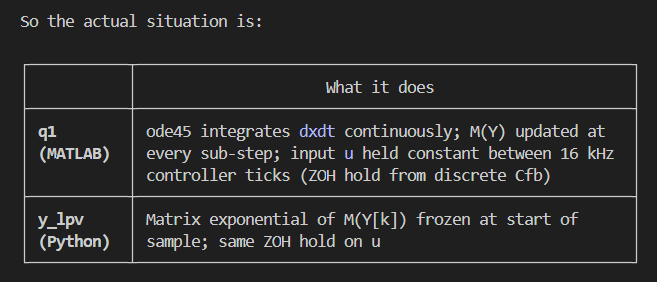 So the actual situation is:
What it does
q1
(MATLAB)
ode45 integrates dxdt continuously; M(Y) updated at
every sub-step; input u held constant between 16 kHz
controller ticks (ZOH hold from discrete Cfb)
y_lpv
(Python)
Matrix exponential of M(Y[k]) frozen at start of
sample; same ZOH hold on u